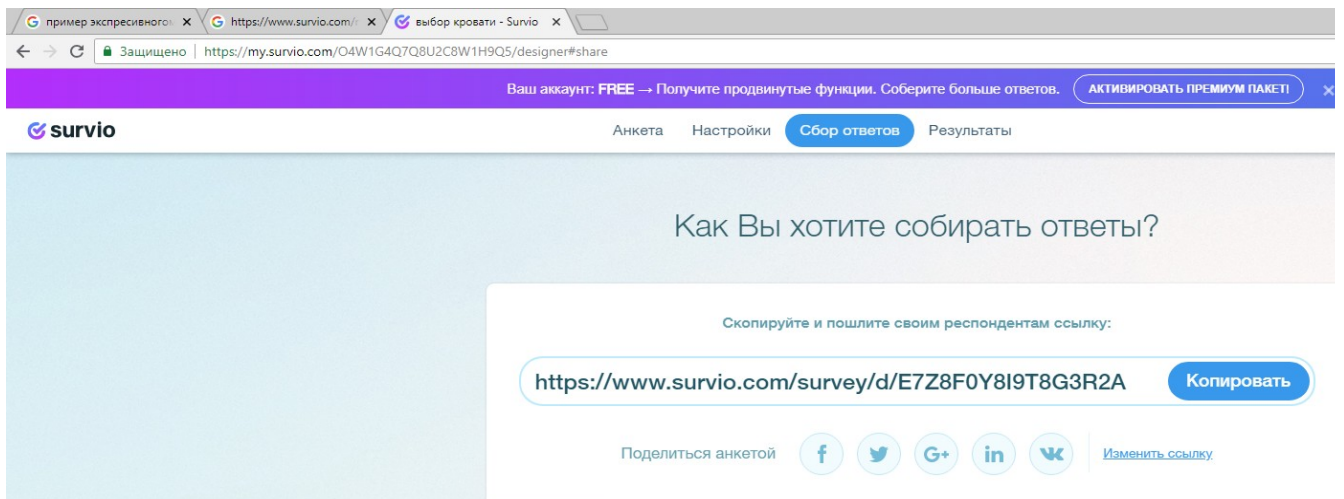 пример экспресивного
https://www.survio.com/
выбор кровати - Survio
Защищено | https://my.survio.com/O4W1G4Q7Q8U2C8W1H9Q5/designer#share
Ваш аккаунт: FREE → Получите продвинутые функции. Соберите больше ответов. АКТИВИРОВАТЬ ПРЕМИУМ ПАКЕТ!
survio Анкета Настройки Сбор ответов Результаты
Как Вы хотите собирать ответы?
Скопируйте и пошлите своим респондентам ссылку:
https://www.survio.com/survey/d/E7Z8F0Y8I9T8G3R2A Копировать
Поделиться анкетой f G+ in Изменить ссылку